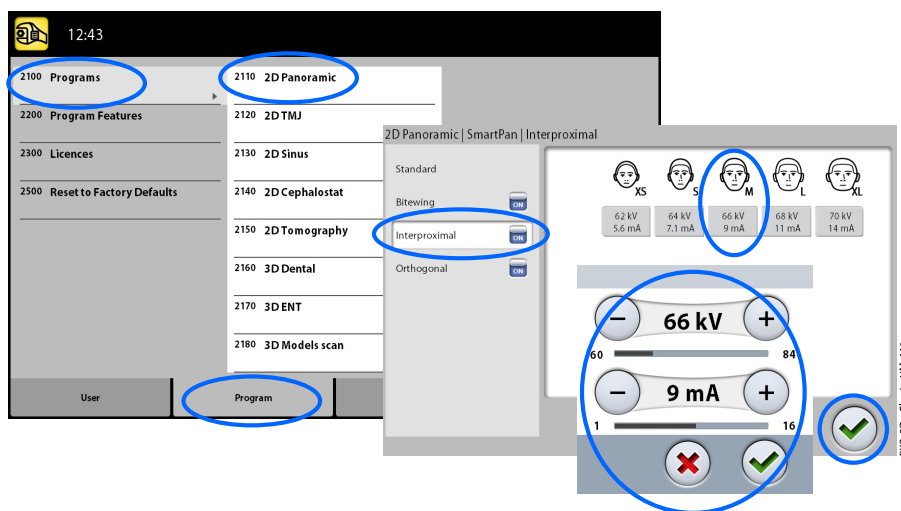 12:43
2100 Programs
2200 Program Features
2300 Licences
2500 Reset to Factory Defaults
2110 2D Panoramic
2120 2D TMJ
2130 2D Sinus
2140 2D Cephalostat
2150 2D Tomography
2160 3D Dental
2170 3D ENT
2180 3D Models scan
User
Program
2D Panoramic | SmartPan | Interproximal
Standard
Bitewing ON
Interproximal ON
Orthogonal ON
XS S M L XL
62 kV 64 kV 66 kV 68 kV 70 kV
5.6 mA 7.1 mA 9 mA 11 mA 14 mA
− 66 kV +
60 84
− 9 mA +
1 16